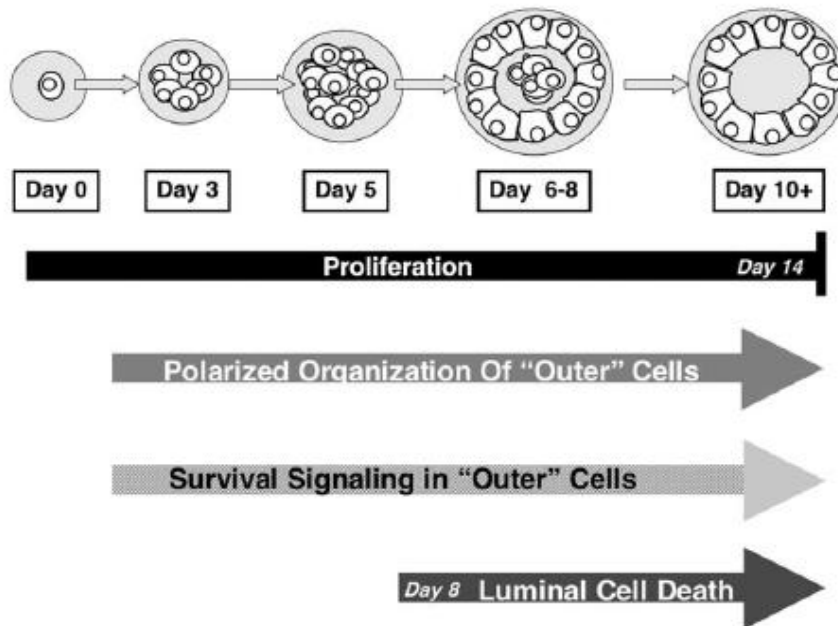 Day 0
Day 3
Day 5
Day 6-8
Day 10+
Proliferation
Day 14
Polarized Organization Of “Outer” Cells
Survival Signaling in “Outer” Cells
Day 8 Luminal Cell Death